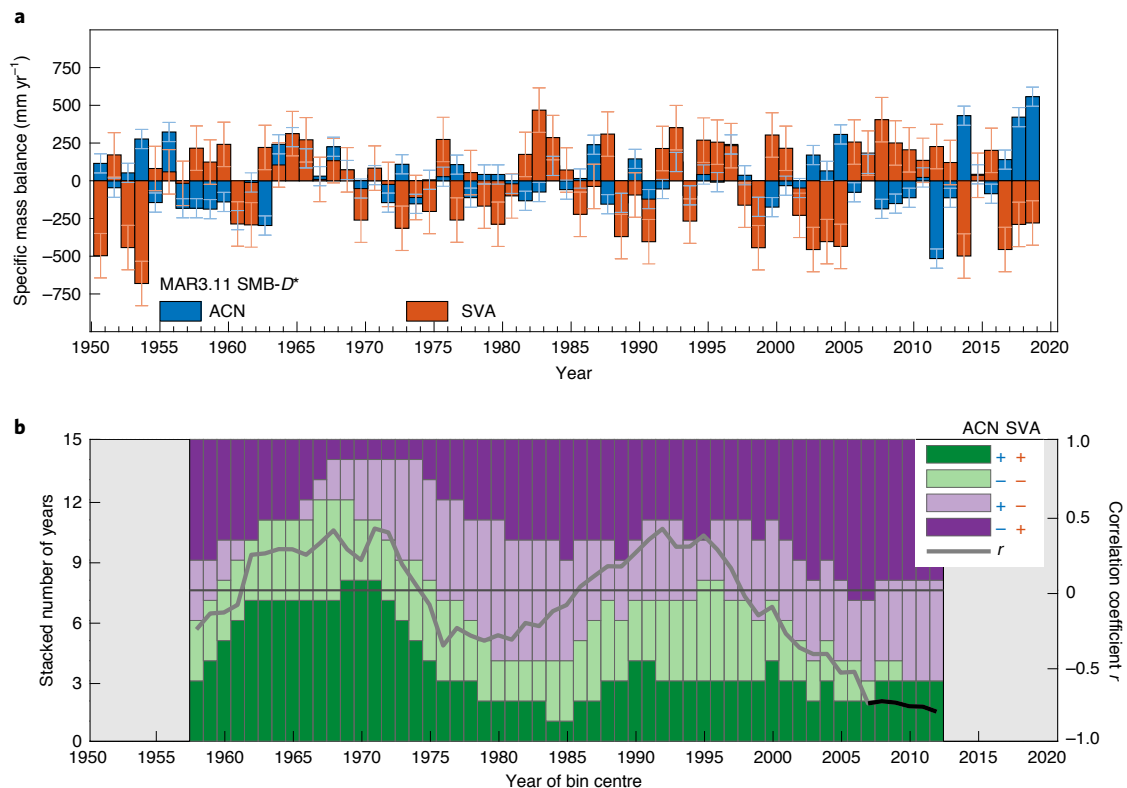 a
Specific mass balance (mm yr⁻¹)
750
500
250
0
−250
−500
−750
MAR3.11 SMB-D*
ACN
SVA
1950 1955 1960 1965 1970 1975 1980 1985 1990 1995 2000 2005 2010 2015 2020
Year
b
Stacked number of years
15
12
9
6
3
0
ACN SVA
+ +
− −
+ −
− +
r
1.0
0.5
0
−0.5
−1.0
Correlation coefficient r
1950 1955 1960 1965 1970 1975 1980 1985 1990 1995 2000 2005 2010 2015 2020
Year of bin centre